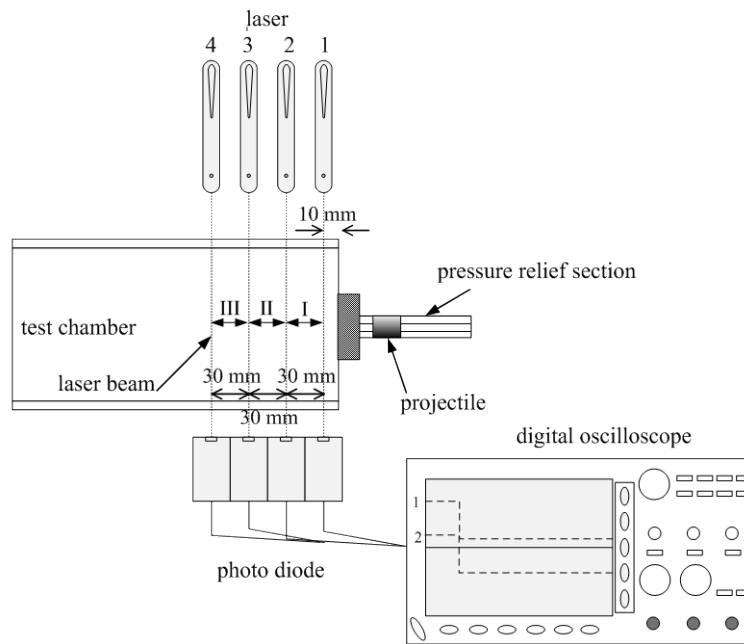 laser
4 3 2 1
10 mm
pressure relief section
III II I
test chamber
laser beam
30 mm 30 mm
30 mm
projectile
digital oscilloscope
1
2
photo diode